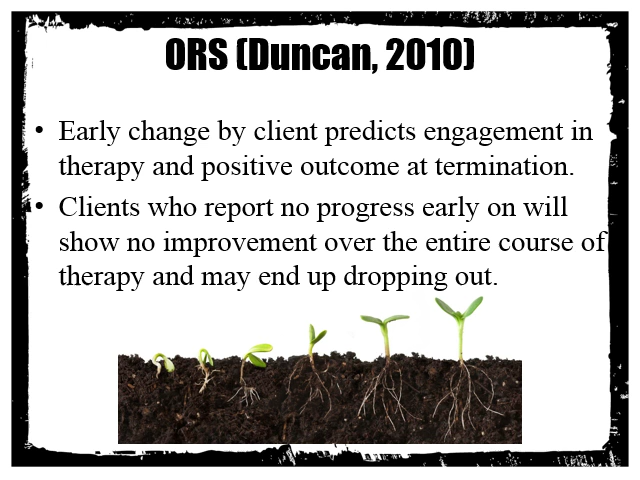 ORS (Duncan, 2010)
• Early change by client predicts engagement in
therapy and positive outcome at termination.
• Clients who report no progress early on will
show no improvement over the entire course of
therapy and may end up dropping out.